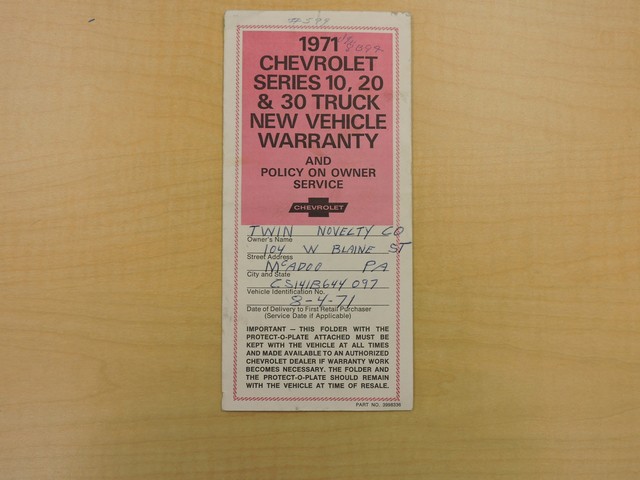 #599
1971
CHEVROLET
SERIES 10, 20
& 30 TRUCK
NEW VEHICLE
WARRANTY
AND
POLICY ON OWNER
SERVICE
CHEVROLET
TWIN NOVELTY CO
Owner's Name
104 W BLAINE ST
Street Address
McADOO PA
City and State
CS141B644097
Vehicle Identification No.
8-4-71
Date of Delivery to First Retail Purchaser
(Service Date if Applicable)
IMPORTANT — THIS FOLDER WITH THE
PROTECT-O-PLATE ATTACHED MUST BE
KEPT WITH THE VEHICLE AT ALL TIMES
AND MADE AVAILABLE TO AN AUTHORIZED
CHEVROLET DEALER IF WARRANTY WORK
BECOMES NECESSARY. THE FOLDER AND
THE PROTECT-O-PLATE SHOULD REMAIN
WITH THE VEHICLE AT TIME OF RESALE.
PART NO. 3998336